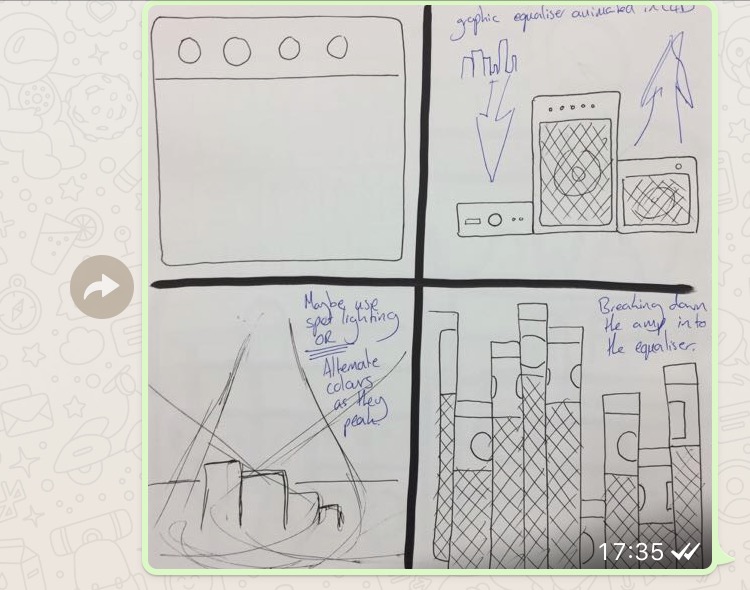 graphic equaliser animated in C4D
Maybe use
spot lighting
OR
Alternate
colours
as they
peak
Breaking down
the amp into
the equaliser.
17:35